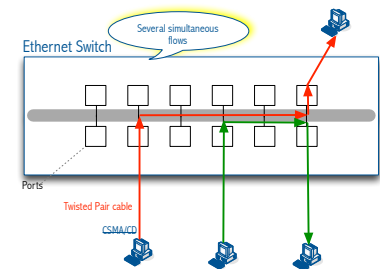 Several simultaneous
flows
Ethernet Switch
Ports
Twisted Pair cable
CSMA/CD